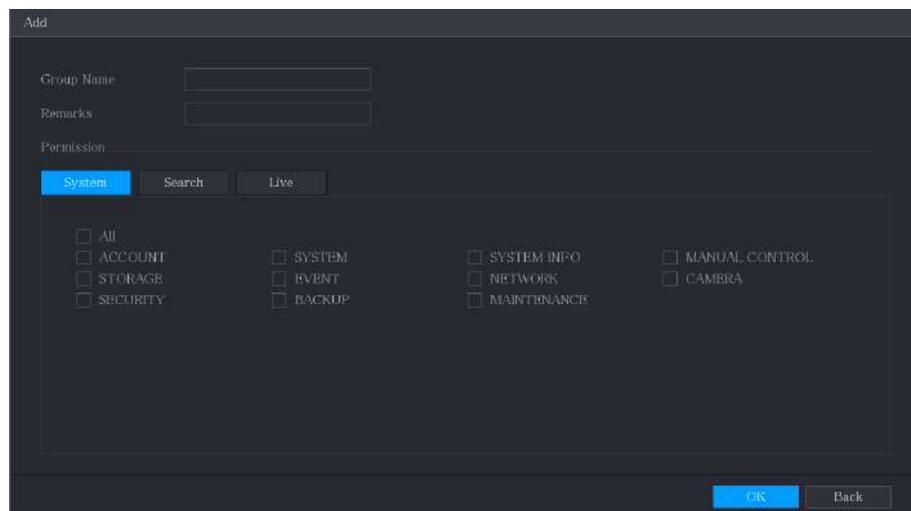 Add
Group Name
Remarks
Permission
System Search Live
All
ACCOUNT SYSTEM SYSTEM INFO MANUAL CONTROL
STORAGE EVENT NETWORK CAMERA
SECURITY BACKUP MAINTENANCE
OK Back